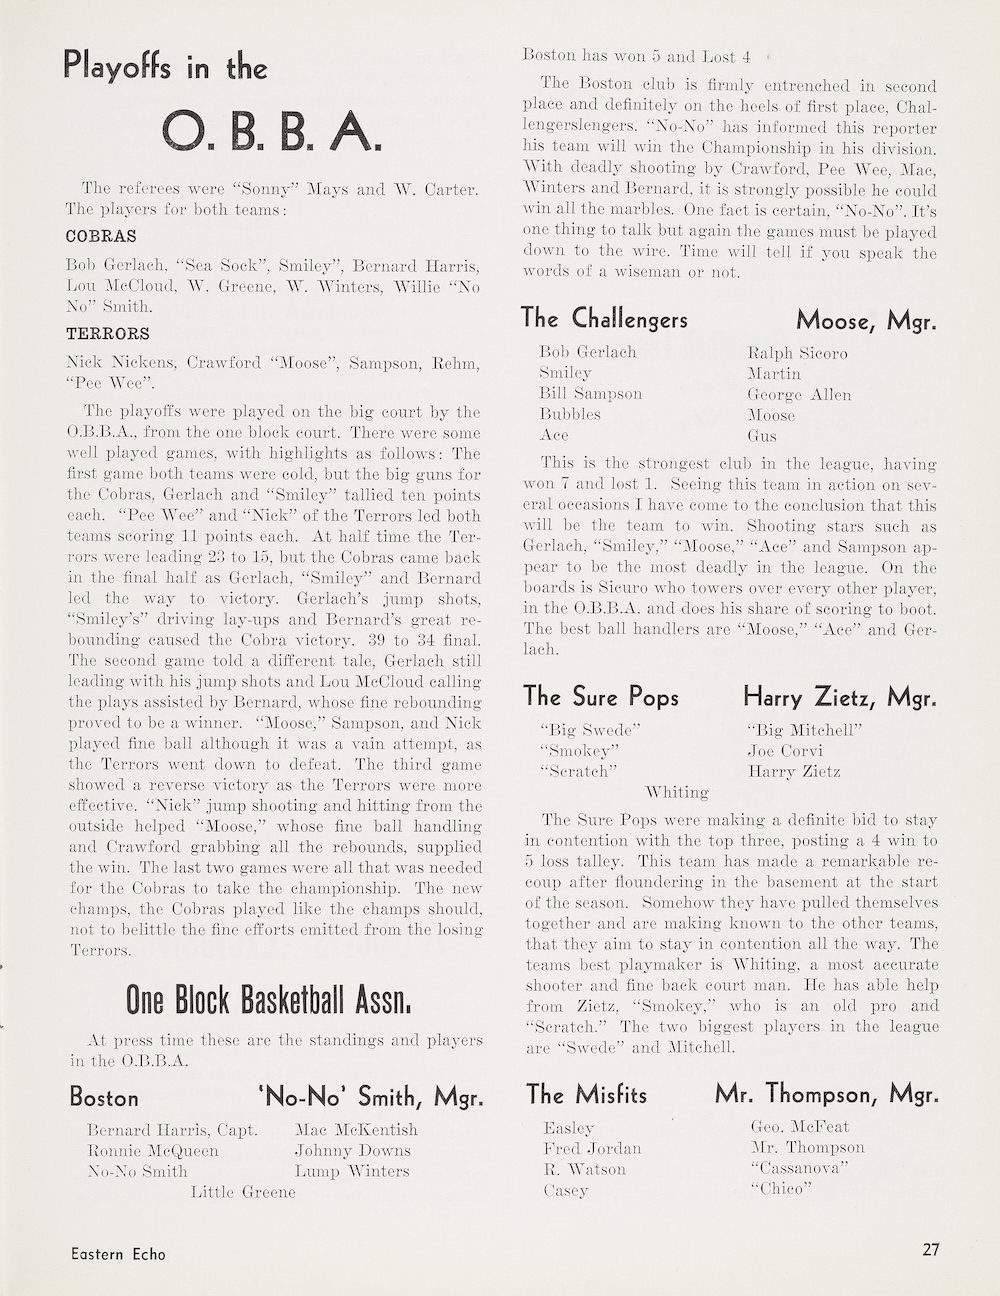 Playoffs in the
O. B. B. A.
The referees were "Sonny" Mays and W. Carter.
The players for both teams:
COBRAS
Bob Gerlach, "Sea Sock", Smiley", Bernard Harris,
Lou McCloud, W. Greene, W. Winters, Willie "No
No" Smith.
TERRORS
Nick Nickens, Crawford "Moose", Sampson, Rehm,
"Pee Wee".
The playoffs were played on the big court by the
O.B.B.A., from the one block court. There were some
well played games, with highlights as follows: The
first game both teams were cold, but the big guns for
the Cobras, Gerlach and "Smiley" tallied ten points
each. "Pee Wee" and "Nick" of the Terrors led both
teams scoring 11 points each. At half time the Ter-
rors were leading 23 to 15, but the Cobras came back
in the final half as Gerlach, "Smiley" and Bernard
led the way to victory. Gerlach's jump shots,
"Smiley's" driving lay-ups and Bernard's great re-
bounding caused the Cobra victory. 39 to 34 final.
The second game told a different tale, Gerlach still
leading with his jump shots and Lou McCloud calling
the plays assisted by Bernard, whose fine rebounding
proved to be a winner. "Moose," Sampson, and Nick
played fine ball although it was a vain attempt, as
the Terrors went down to defeat. The third game
showed a reverse victory as the Terrors were more
effective. "Nick" jump shooting and hitting from the
outside helped "Moose," whose fine ball handling
and Crawford grabbing all the rebounds, supplied
the win. The last two games were all that was needed
for the Cobras to take the championship. The new
champs, the Cobras played like the champs should,
not to belittle the fine efforts emitted from the losing
Terrors.
One Block Basketball Assn.
At press time these are the standings and players
in the O.B.B.A.
Boston 'No-No' Smith, Mgr.
Bernard Harris, Capt. Mac McKentish
Ronnie McQueen Johnny Downs
No-No Smith Lump Winters
Little Greene
Boston has won 5 and Lost 4
The Boston club is firmly entrenched in second
place and definitely on the heels of first place, Chal-
lengerslengers. "No-No" has informed this reporter
his team will win the Championship in his division.
With deadly shooting by Crawford, Pee Wee, Mac,
Winters and Bernard, it is strongly possible he could
win all the marbles. One fact is certain, "No-No". It's
one thing to talk but again the games must be played
down to the wire. Time will tell if you speak the
words of a wiseman or not.
The Challengers Moose, Mgr.
Bob Gerlach Ralph Sicoro
Smiley Martin
Bill Sampson George Allen
Bubbles Moose
Ace Gus
This is the strongest club in the league, having
won 7 and lost 1. Seeing this team in action on sev-
eral occasions I have come to the conclusion that this
will be the team to win. Shooting stars such as
Gerlach, "Smiley," "Moose," "Ace" and Sampson ap-
pear to be the most deadly in the league. On the
boards is Sicuro who towers over every other player,
in the O.B.B.A. and does his share of scoring to boot.
The best ball handlers are "Moose," "Ace" and Ger-
lach.
The Sure Pops Harry Zietz, Mgr.
"Big Swede" "Big Mitchell"
"Smokey" Joe Corvi
"Scratch" Harry Zietz
Whiting
The Sure Pops were making a definite bid to stay
in contention with the top three, posting a 4 win to
5 loss talley. This team has made a remarkable re-
coup after floundering in the basement at the start
of the season. Somehow they have pulled themselves
together and are making known to the other teams,
that they aim to stay in contention all the way. The
teams best playmaker is Whiting, a most accurate
shooter and fine back court man. He has able help
from Zietz, "Smokey," who is an old pro and
"Scratch." The two biggest players in the league
are "Swede" and Mitchell.
The Misfits Mr. Thompson, Mgr.
Easley Geo. McFeat
Fred Jordan Mr. Thompson
R. Watson "Cassanova"
Casey "Chico"
Eastern Echo 27